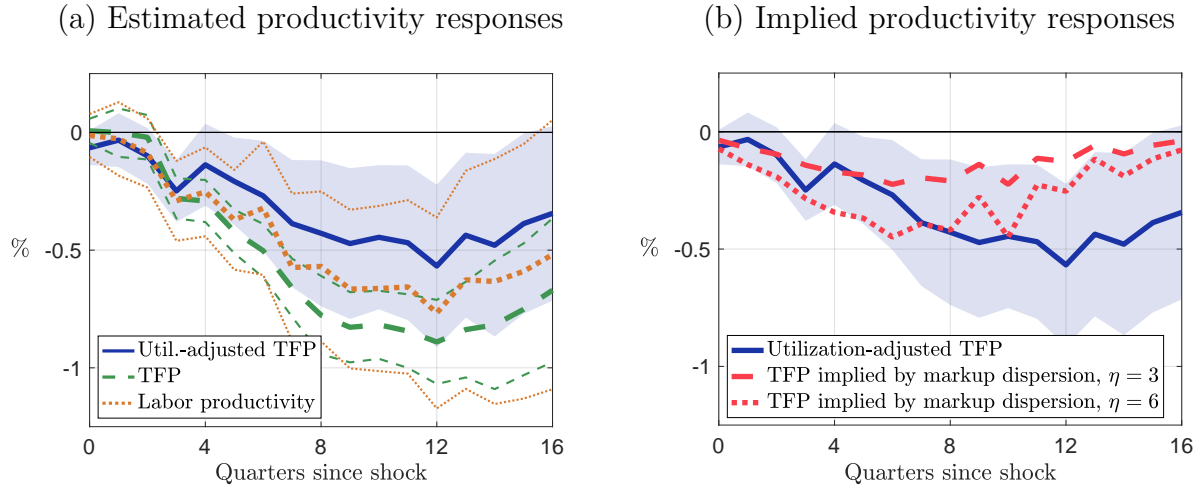 (a) Estimated productivity responses
%
0
-0.5
-1
Util.-adjusted TFP
TFP
Labor productivity
0 4 8 12 16
Quarters since shock
(b) Implied productivity responses
%
0
-0.5
-1
Utilization-adjusted TFP
TFP implied by markup dispersion, η = 3
TFP implied by markup dispersion, η = 6
0 4 8 12 16
Quarters since shock